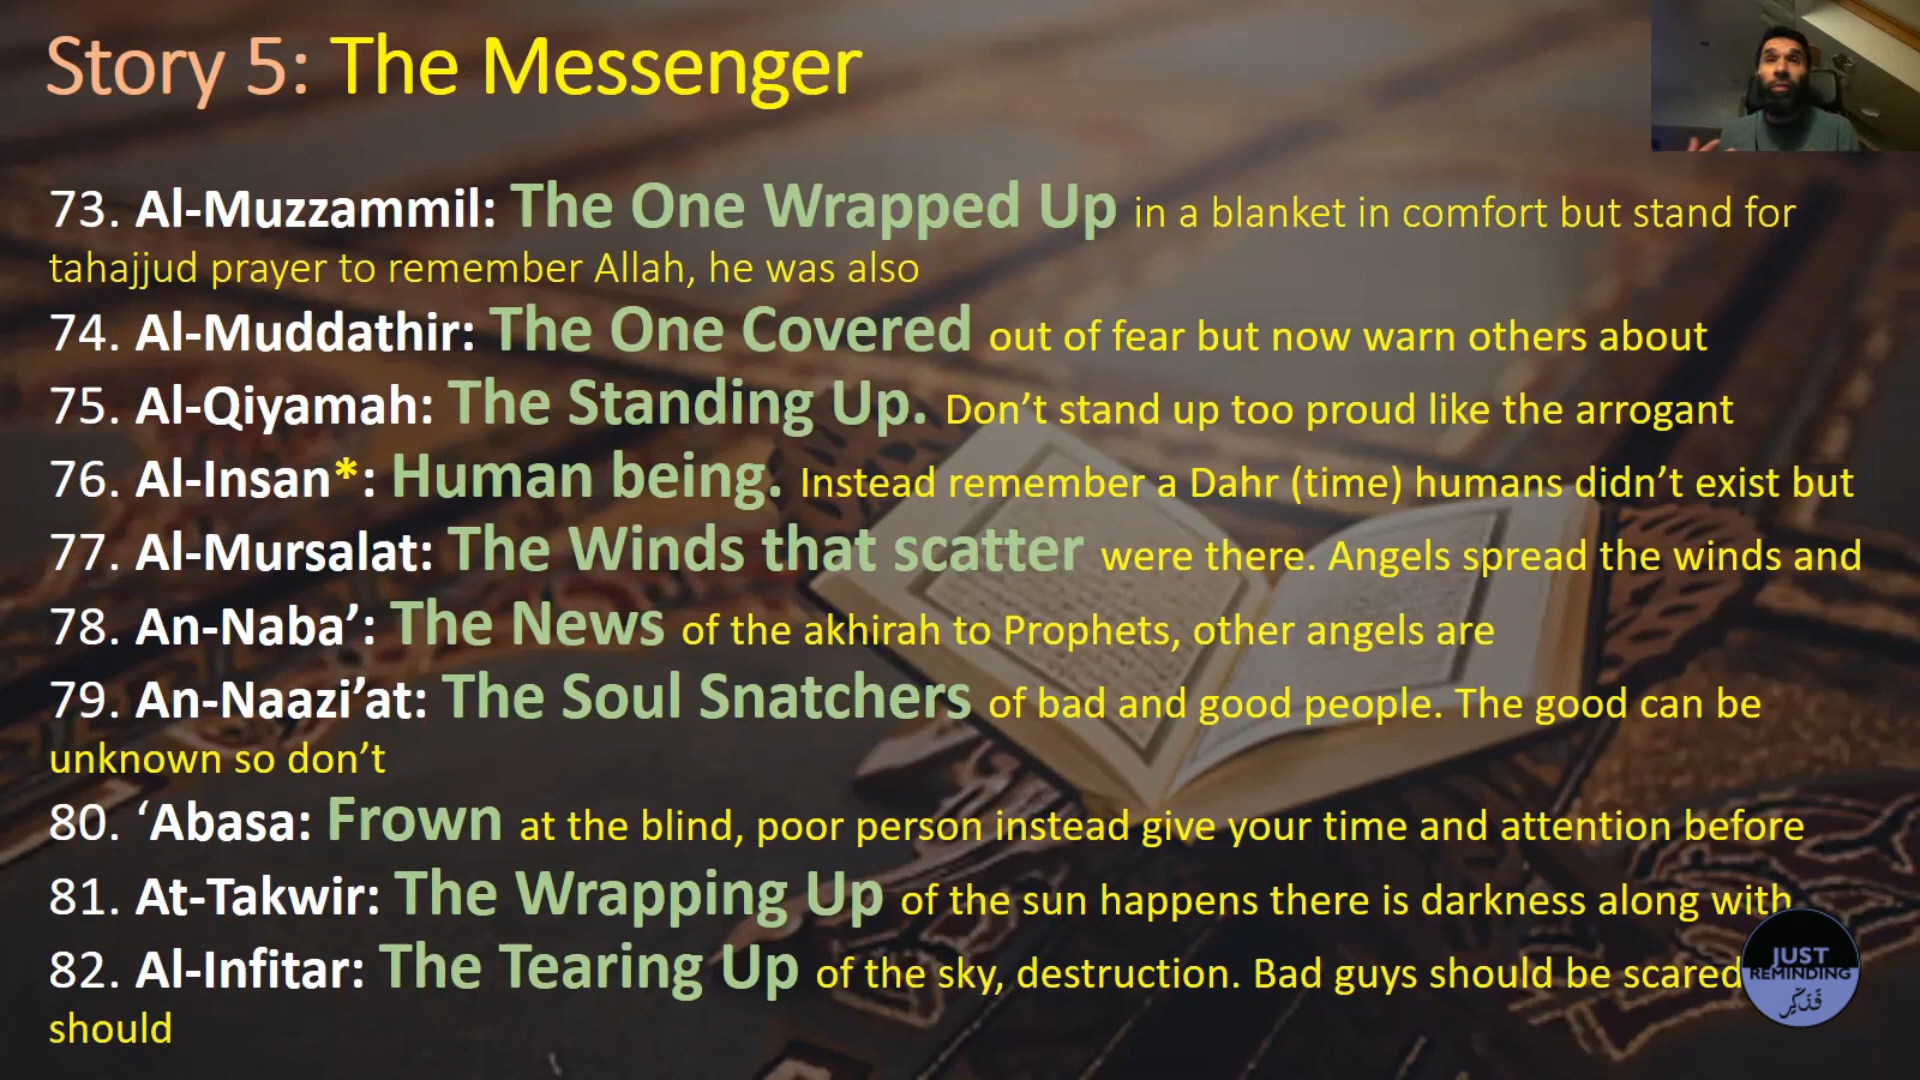 Story 5: The Messenger
73. Al-Muzzammil: The One Wrapped Up in a blanket in comfort but stand for
tahajjud prayer to remember Allah, he was also
74. Al-Muddathir: The One Covered out of fear but now warn others about
75. Al-Qiyamah: The Standing Up. Don’t stand up too proud like the arrogant
76. Al-Insan*: Human being. Instead remember a Dahr (time) humans didn’t exist but
77. Al-Mursalat: The Winds that scatter were there. Angels spread the winds and
78. An-Naba’: The News of the akhirah to Prophets, other angels are
79. An-Naazi’at: The Soul Snatchers of bad and good people. The good can be
unknown so don’t
80. ‘Abasa: Frown at the blind, poor person instead give your time and attention before
81. At-Takwir: The Wrapping Up of the sun happens there is darkness along with
82. Al-Infitar: The Tearing Up of the sky, destruction. Bad guys should be scared
should
JUST
REMINDING
فَذَكِّر